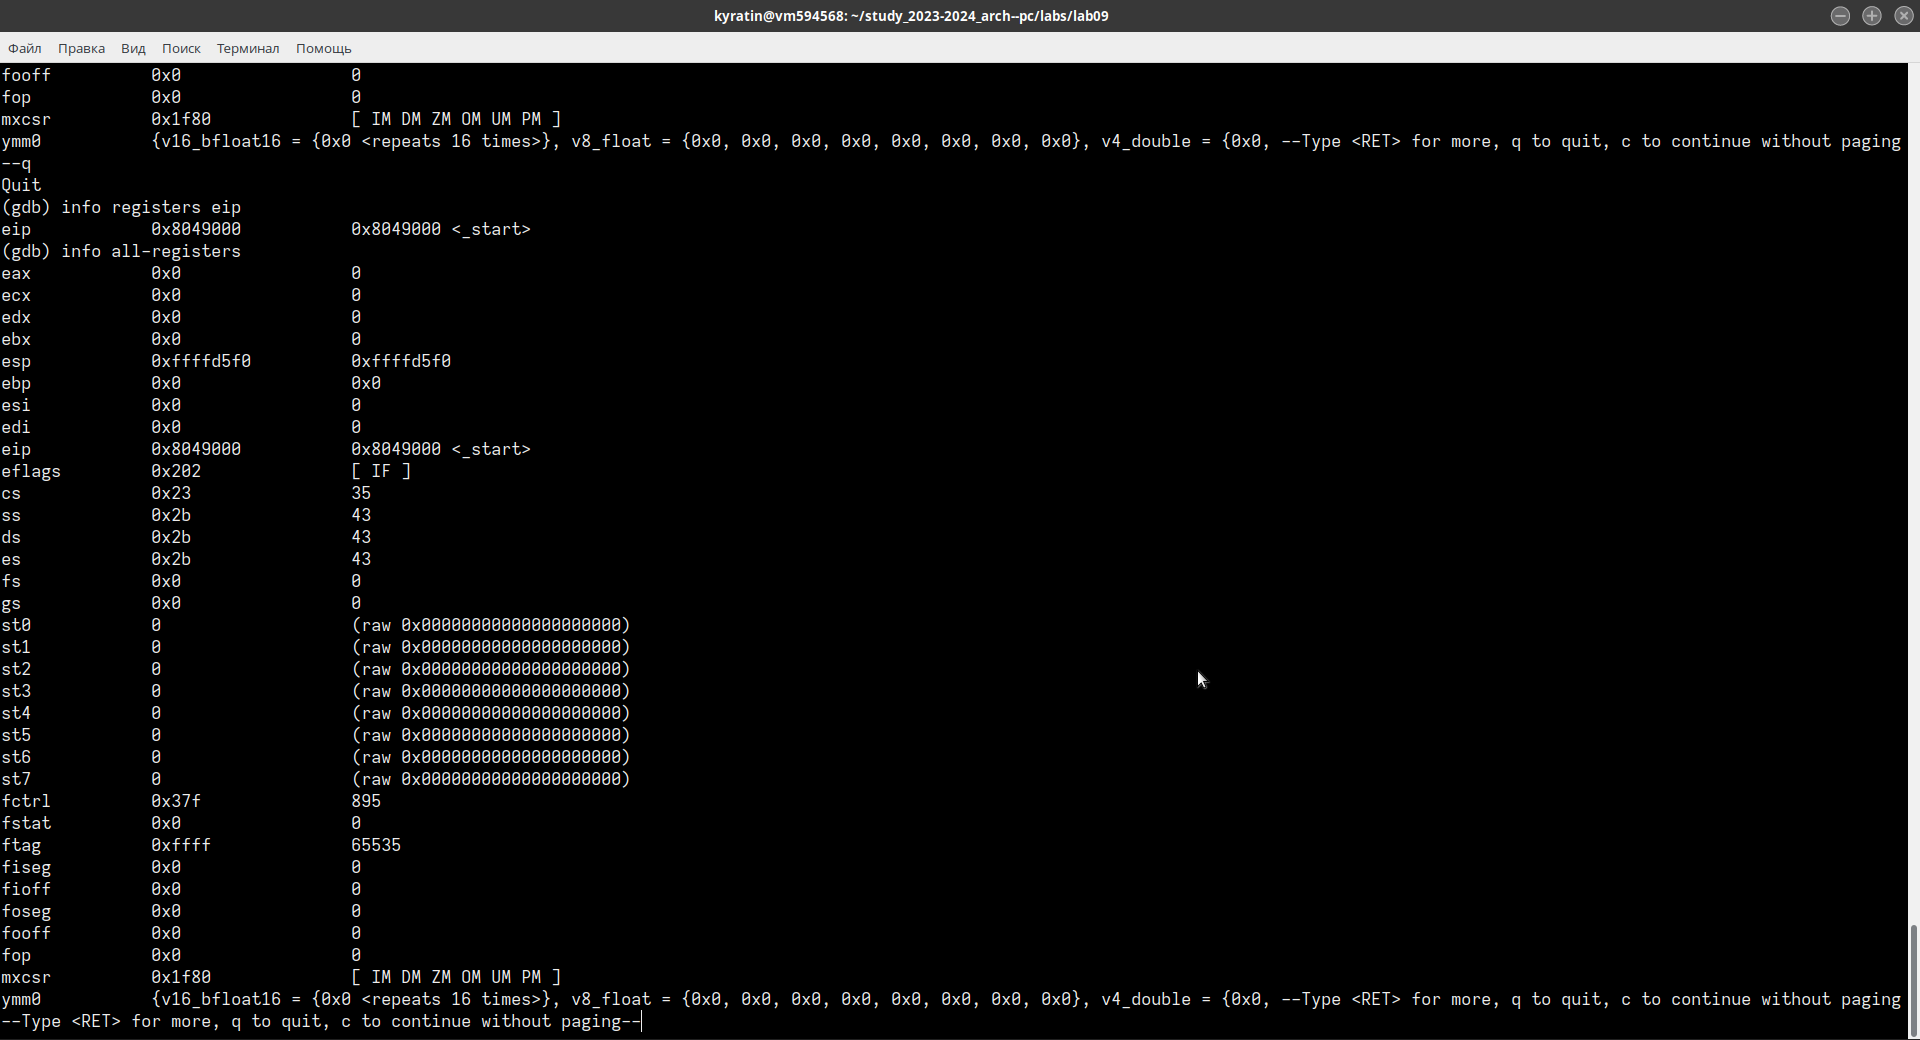 kyratin@vm594568: ~/study_2023-2024_arch--pc/labs/lab09
Файл Правка Вид Поиск Терминал Помощь
fooff 0x0 0
fop 0x0 0
mxcsr 0x1f80 [ IM DM ZM OM UM PM ]
ymm0 {v16_bfloat16 = {0x0 <repeats 16 times>}, v8_float = {0x0, 0x0, 0x0, 0x0, 0x0, 0x0, 0x0, 0x0}, v4_double = {0x0, --Type <RET> for more, q to quit, c to continue without paging
--q
Quit
(gdb) info registers eip
eip 0x8049000 0x8049000 <_start>
(gdb) info all-registers
eax 0x0 0
ecx 0x0 0
edx 0x0 0
ebx 0x0 0
esp 0xffffd5f0 0xffffd5f0
ebp 0x0 0x0
esi 0x0 0
edi 0x0 0
eip 0x8049000 0x8049000 <_start>
eflags 0x202 [ IF ]
cs 0x23 35
ss 0x2b 43
ds 0x2b 43
es 0x2b 43
fs 0x0 0
gs 0x0 0
st0 0 (raw 0x00000000000000000000)
st1 0 (raw 0x00000000000000000000)
st2 0 (raw 0x00000000000000000000)
st3 0 (raw 0x00000000000000000000)
st4 0 (raw 0x00000000000000000000)
st5 0 (raw 0x00000000000000000000)
st6 0 (raw 0x00000000000000000000)
st7 0 (raw 0x00000000000000000000)
fctrl 0x37f 895
fstat 0x0 0
ftag 0xffff 65535
fiseg 0x0 0
fioff 0x0 0
foseg 0x0 0
fooff 0x0 0
fop 0x0 0
mxcsr 0x1f80 [ IM DM ZM OM UM PM ]
ymm0 {v16_bfloat16 = {0x0 <repeats 16 times>}, v8_float = {0x0, 0x0, 0x0, 0x0, 0x0, 0x0, 0x0, 0x0}, v4_double = {0x0, --Type <RET> for more, q to quit, c to continue without paging
--Type <RET> for more, q to quit, c to continue without paging--